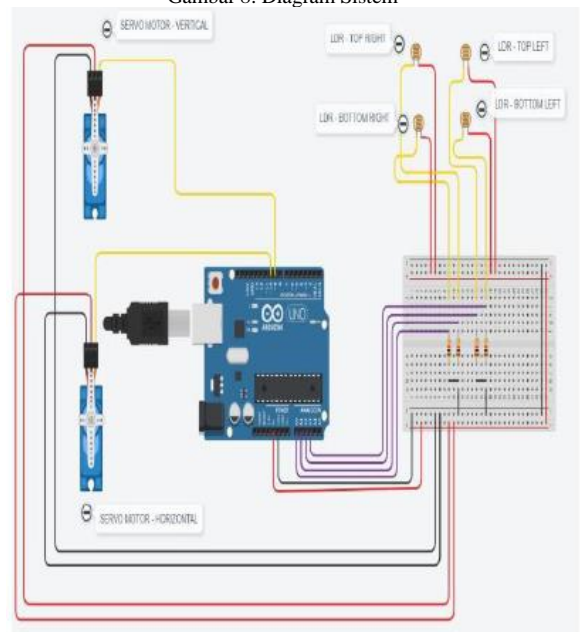 Gambar 8. Diagram Sistem
SERVO MOTOR - VERTICAL
LDR - TOP RIGHT
LDR - TOP LEFT
LDR - BOTTOM RIGHT
LDR - BOTTOM LEFT
UNO
ARDUINO
SERVO MOTOR - HORIZONTAL